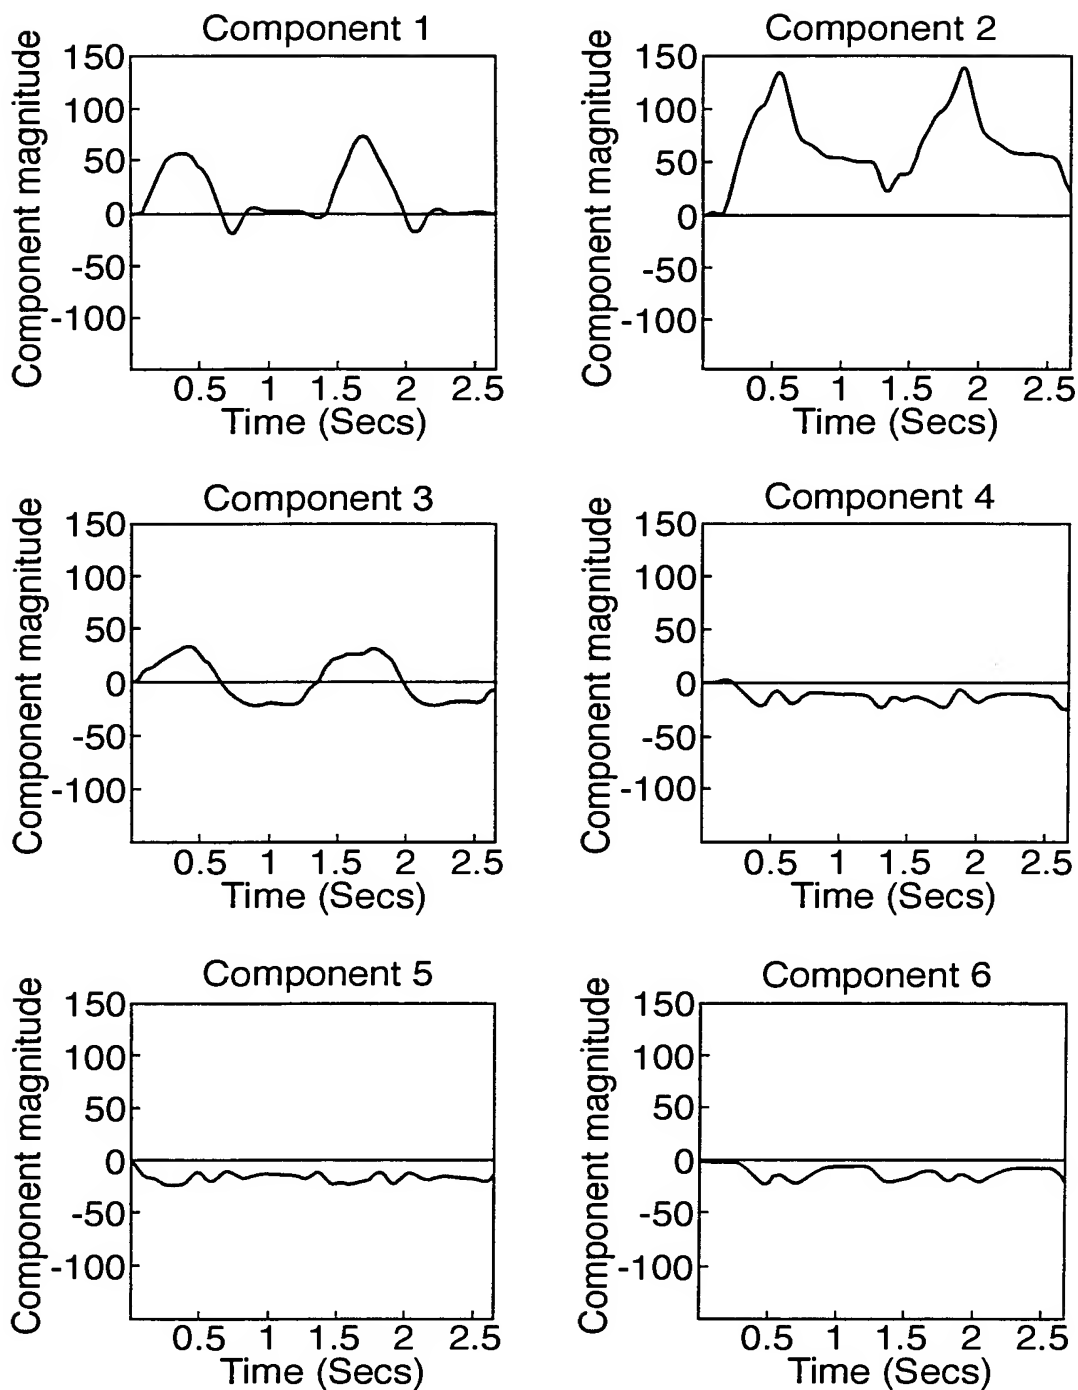 Component 1
Component magnitude
150
100
50
0
-50
-100
0.5 1 1.5 2 2.5
Time (Secs)
Component 2
Component magnitude
150
100
50
0
-50
-100
0.5 1 1.5 2 2.5
Time (Secs)
Component 3
Component magnitude
150
100
50
0
-50
-100
0.5 1 1.5 2 2.5
Time (Secs)
Component 4
Component magnitude
150
100
50
0
-50
-100
0.5 1 1.5 2 2.5
Time (Secs)
Component 5
Component magnitude
150
100
50
0
-50
-100
0.5 1 1.5 2 2.5
Time (Secs)
Component 6
Component magnitude
150
100
50
0
-50
-100
0.5 1 1.5 2 2.5
Time (Secs)